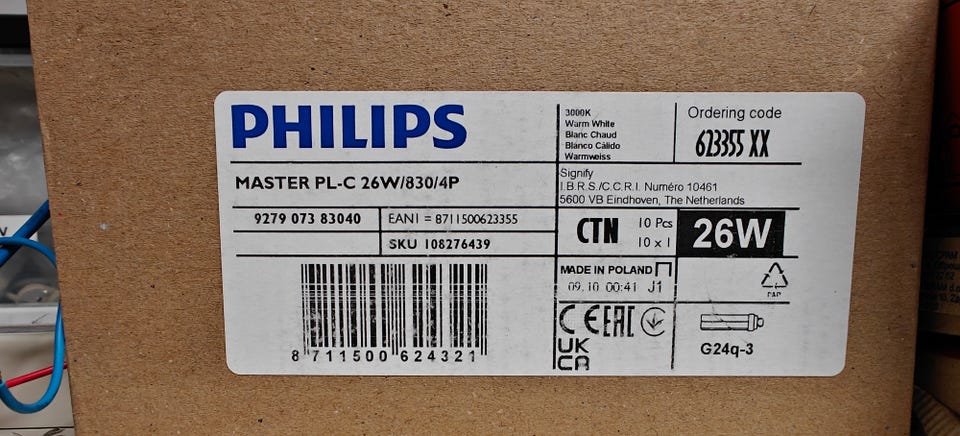 PHILIPS
MASTER PL-C 26W/830/4P
9279 073 83040
EAN1 = 8711500623355
SKU 108276439
8 711500 624321
3000K
Warm White
Blanc Chaud
Blanco Cálido
Warmweiss
Ordering code
623355 XX
Signify
I.B.R.S./C.C.R.I. Numéro 10461
5600 VB Eindhoven, The Netherlands
CTN
10 Pcs
10 x 1
26W
MADE IN POLAND
09.10 00:41 J1
PAP
CE EAC
UK
CA
G24q-3